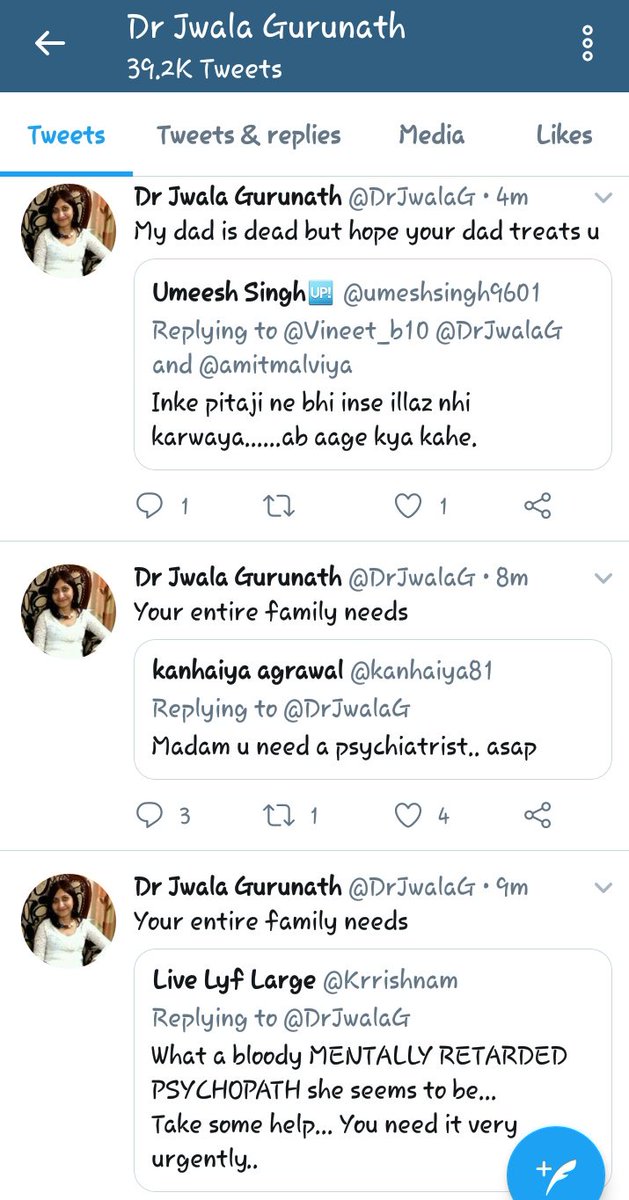 Dr Jwala Gurunath
39.2K Tweets
Tweets
Tweets & replies
Media
Likes
Dr Jwala Gurunath @DrJwalaG • 4m
My dad is dead but hope your dad treats u
Umeesh Singh🆙 @umeshsingh9601
Replying to @Vineet_b10 @DrJwalaG
and @amitmalviya
Inke pitaji ne bhi inse illaz nhi
karwaya......ab aage kya kahe.
1
1
Dr Jwala Gurunath @DrJwalaG • 8m
Your entire family needs
kanhaiya agrawal @kanhaiya81
Replying to @DrJwalaG
Madam u need a psychiatrist.. asap
3
1
4
Dr Jwala Gurunath @DrJwalaG • 9m
Your entire family needs
Live Lyf Large @Krrishnam
Replying to @DrJwalaG
What a bloody MENTALLY RETARDED
PSYCHOPATH she seems to be...
Take some help... You need it very
urgently..